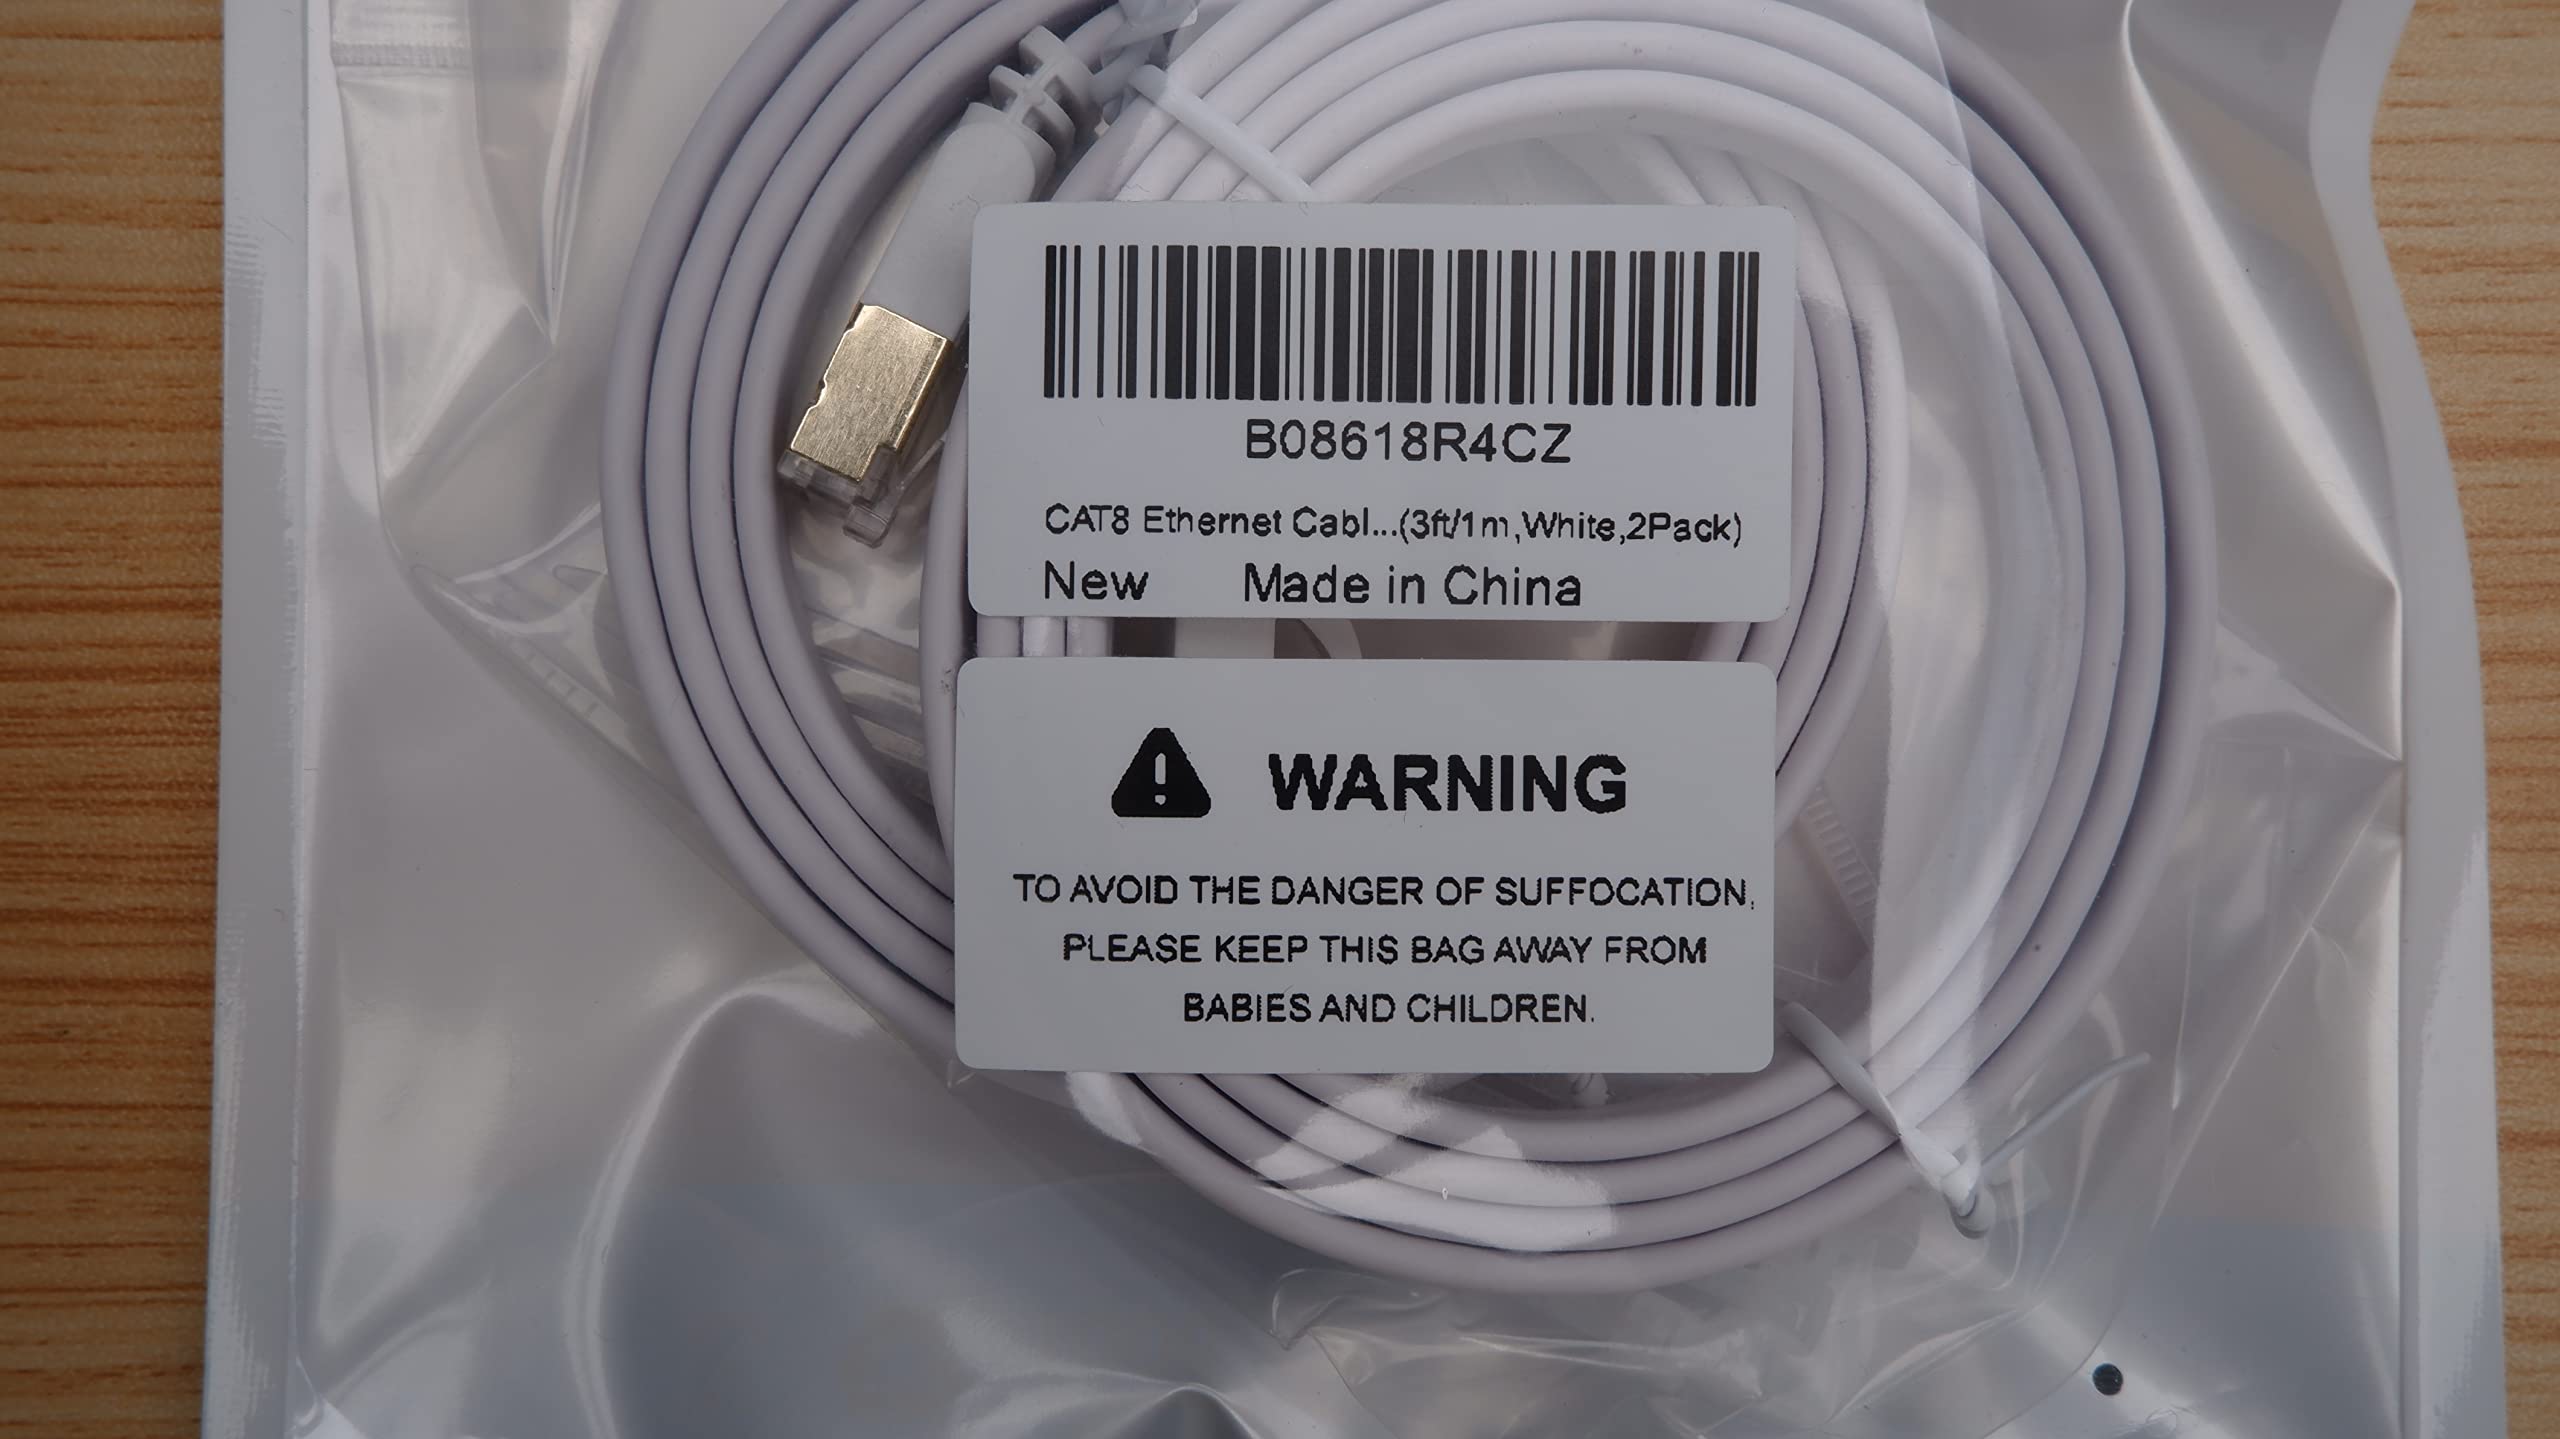 B08618R4CZ
CAT8 Ethernet Cabl...(3ft/1m,White,2Pack)
New Made in China
WARNING
TO AVOID THE DANGER OF SUFFOCATION,
PLEASE KEEP THIS BAG AWAY FROM
BABIES AND CHILDREN.